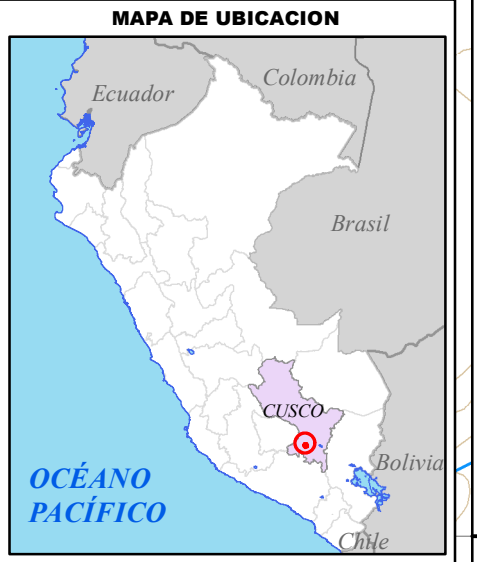 MAPA DE UBICACION
Colombia
Ecuador
Brasil
CUSCO
Bolivia
OCÉANO
PACÍFICO
Chile